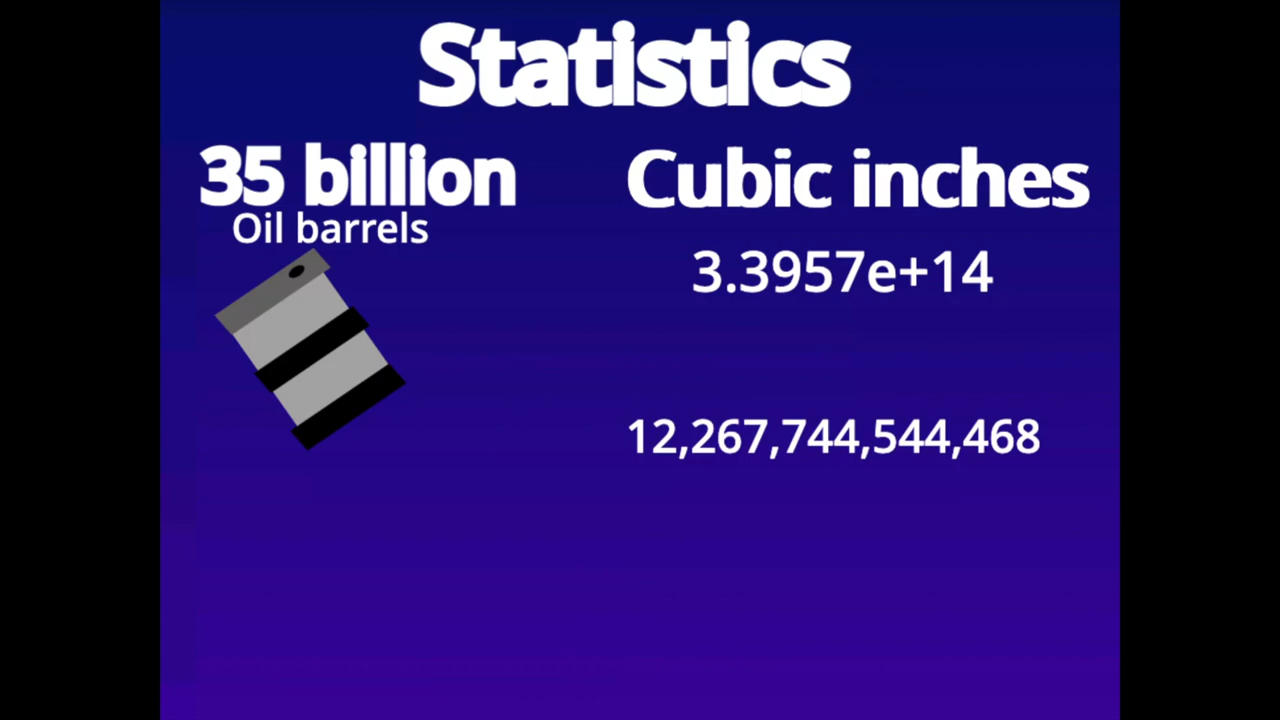 Statistics
35 billion
Oil barrels
Cubic inches
3.3957e+14
12,267,744,544,468